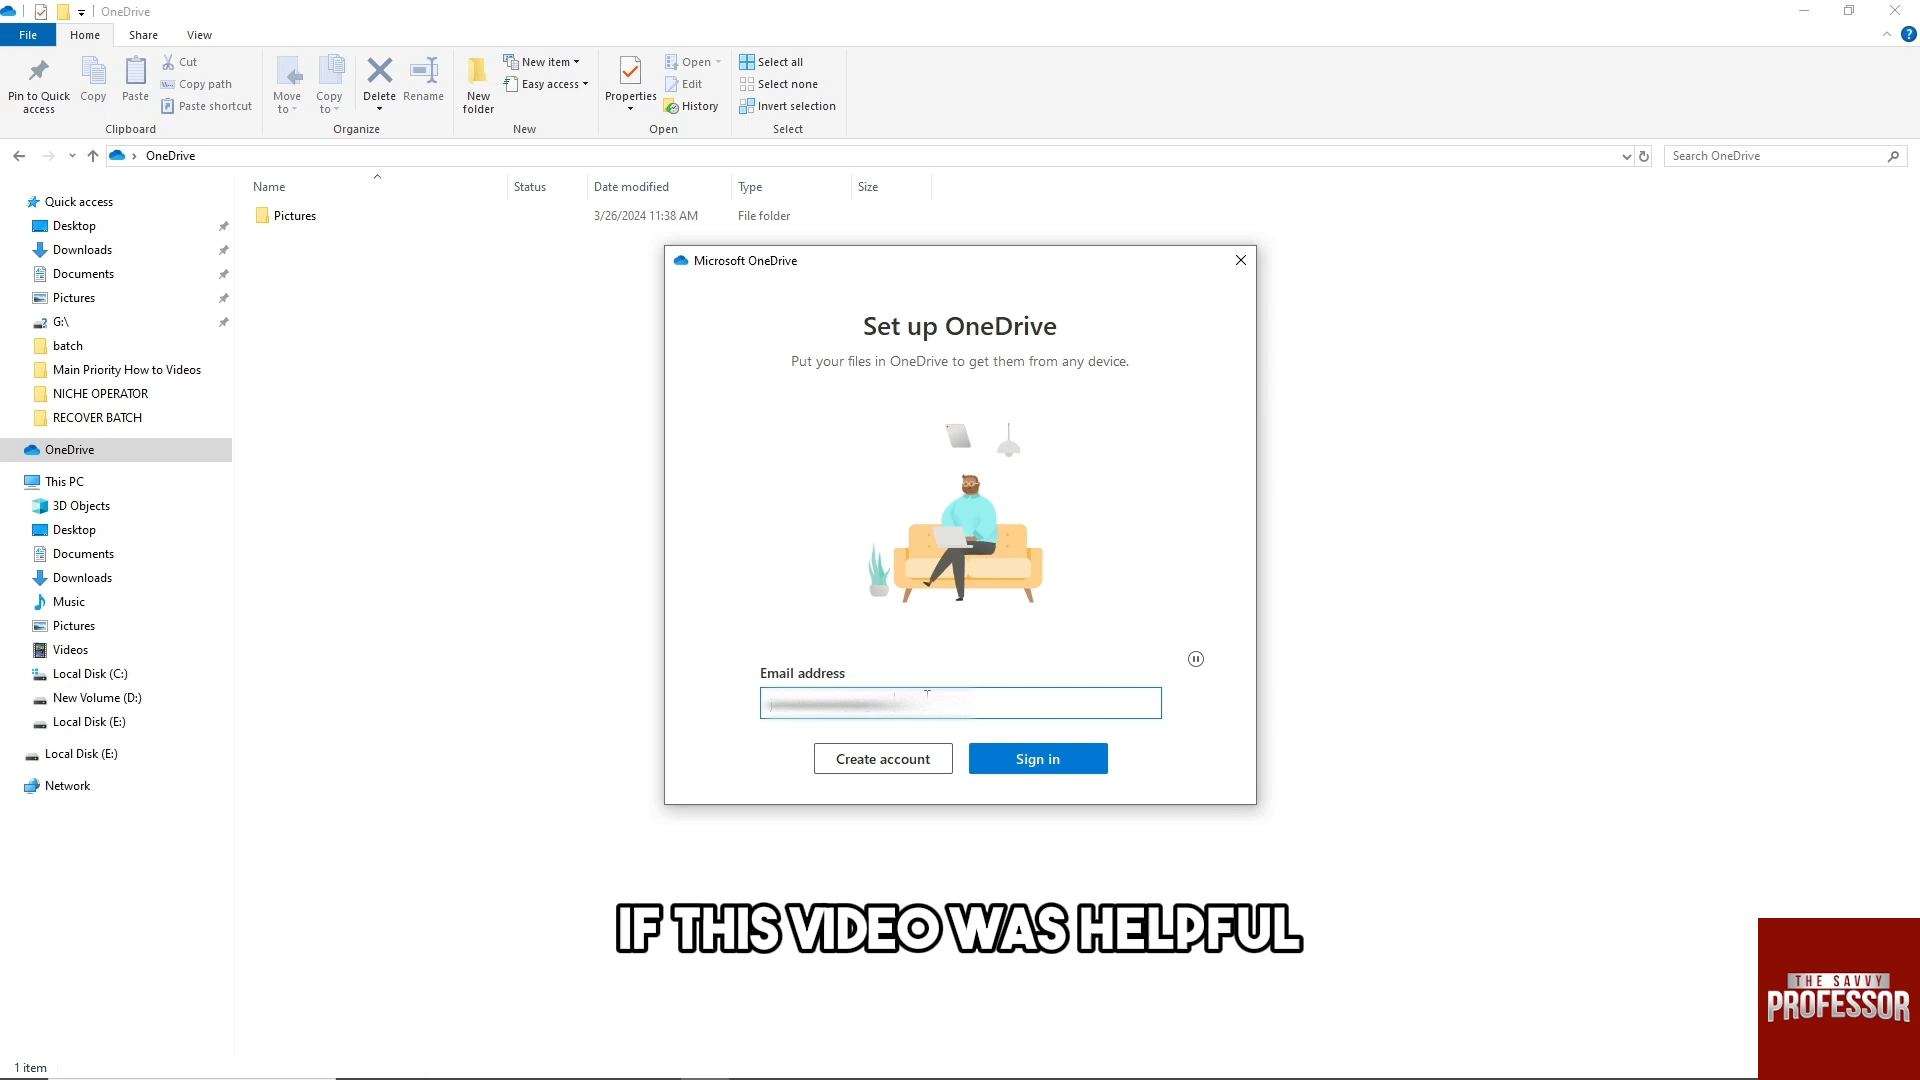 OneDrive
File Home Share View
Pin to Quick access
Copy
Paste
Cut
Copy path
Paste shortcut
Clipboard
Move to
Copy to
Delete
Rename
Organize
New folder
New item
Easy access
New
Properties
Open
Edit
History
Open
Select all
Select none
Invert selection
Select
OneDrive
Search OneDrive
Name Status Date modified Type Size
Pictures 3/26/2024 11:38 AM File folder
Quick access
Desktop
Downloads
Documents
Pictures
G:\
batch
Main Priority How to Videos
NICHE OPERATOR
RECOVER BATCH
OneDrive
This PC
3D Objects
Desktop
Documents
Downloads
Music
Pictures
Videos
Local Disk (C:)
New Volume (D:)
Local Disk (E:)
Local Disk (E:)
Network
Microsoft OneDrive
Set up OneDrive
Put your files in OneDrive to get them from any device.
Email address
Create account
Sign in
IF THIS VIDEO WAS HELPFUL
THE SAVVY
PROFESSOR
1 item